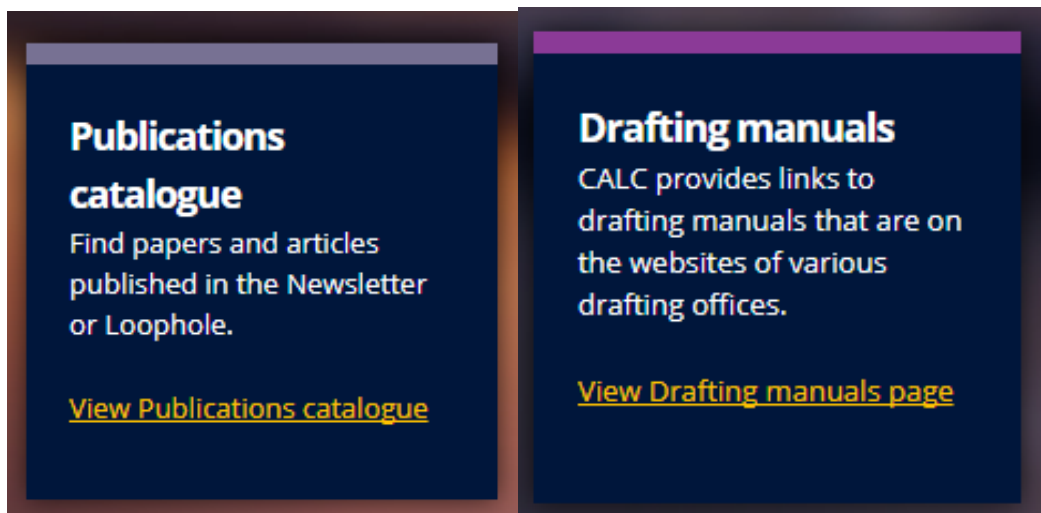 Publications
catalogue
Find papers and articles
published in the Newsletter
or Loophole.
View Publications catalogue
Drafting manuals
CALC provides links to
drafting manuals that are on
the websites of various
drafting offices.
View Drafting manuals page